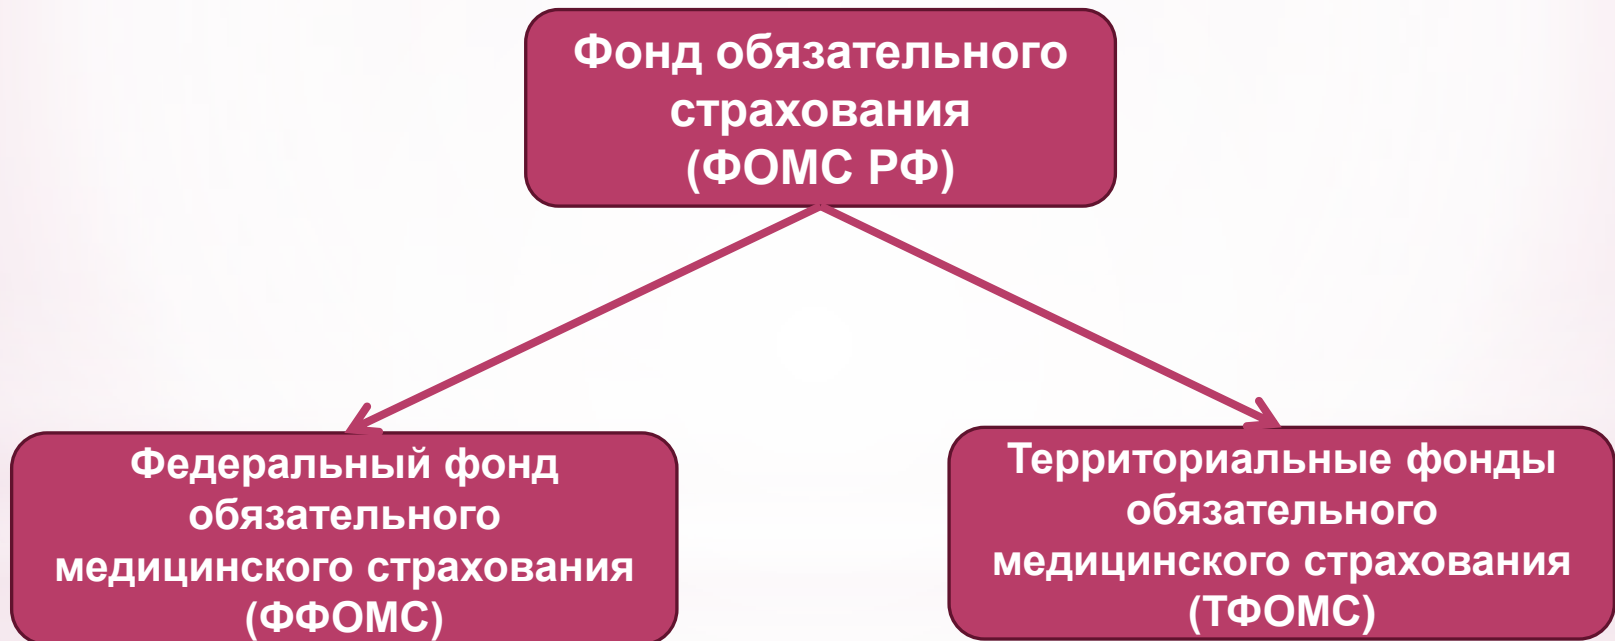 Фонд обязательного
страхования
(ФОМС РФ)
Федеральный фонд
обязательного
медицинского страхования
(ФФОМС)
Территориальные фонды
обязательного
медицинского страхования
(ТФОМС)